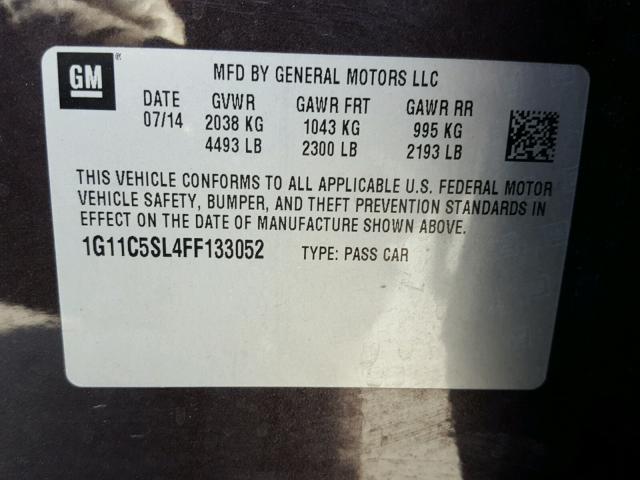 GM ®
MFD BY GENERAL MOTORS LLC
DATE GVWR GAWR FRT GAWR RR
07/14 2038 KG 1043 KG 995 KG
4493 LB 2300 LB 2193 LB
THIS VEHICLE CONFORMS TO ALL APPLICABLE U.S. FEDERAL MOTOR
VEHICLE SAFETY, BUMPER, AND THEFT PREVENTION STANDARDS IN
EFFECT ON THE DATE OF MANUFACTURE SHOWN ABOVE.
1G11C5SL4FF133052 TYPE: PASS CAR